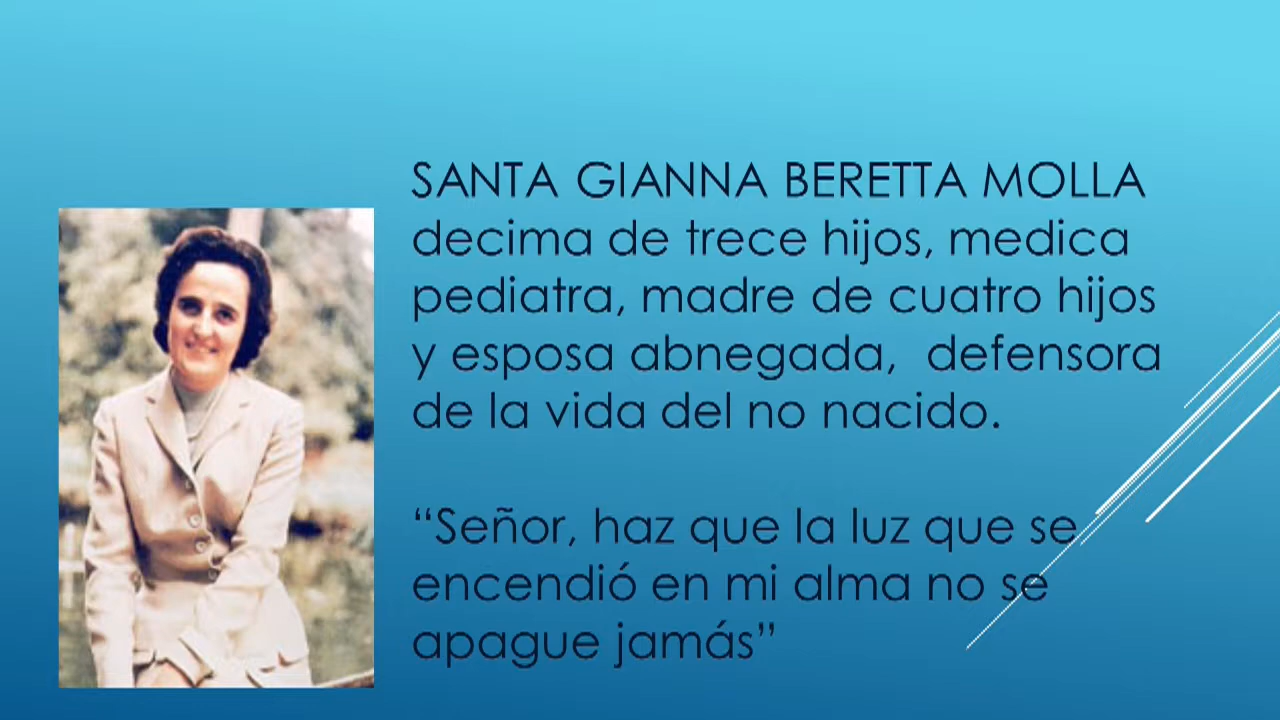 SANTA GIANNA BERETTA MOLLA
decima de trece hijos, medica
pediatra, madre de cuatro hijos
y esposa abnegada, defensora
de la vida del no nacido.
“Señor, haz que la luz que se
encendió en mi alma no se
apague jamás”